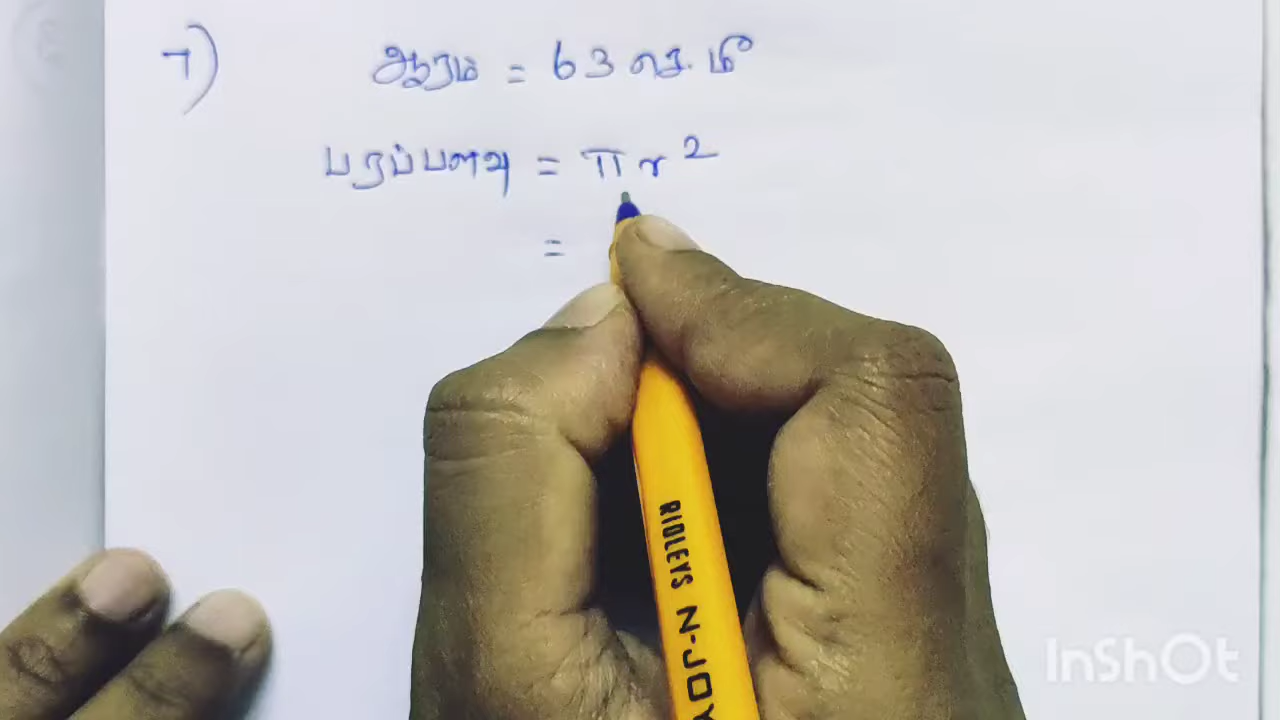 7) ஆரம் = 63 செ.மீ
பரப்பளவு = πr²
=
RIDLEYS N-JOY
InShOt